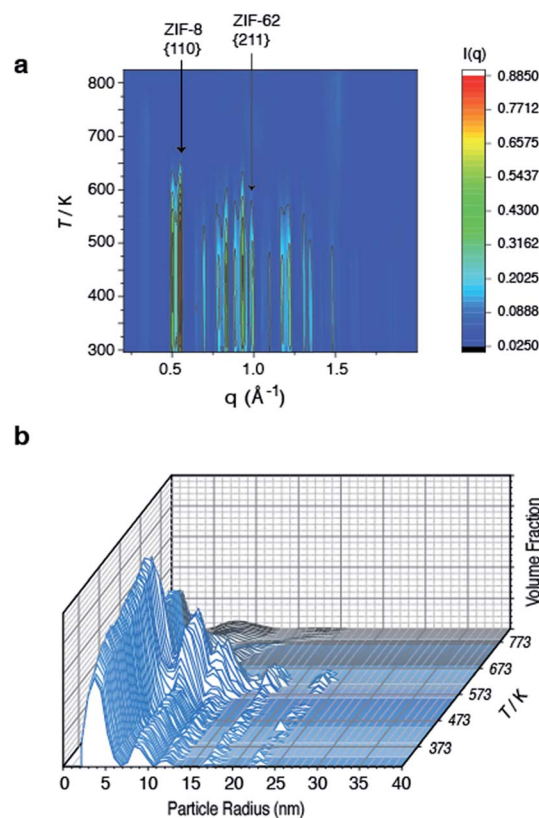 ZIF-8
{110}
ZIF-62
{211}
a
I(q)
800
700
600
500
400
300
T / K
0.5
1.0
1.5
q (Å⁻¹)
0.8850
0.7712
0.6575
0.5437
0.4300
0.3162
0.2025
0.0888
0.0250
b
Volume Fraction
773
673
573
473
373
T / K
0 5 10 15 20 25 30 35 40
Particle Radius (nm)